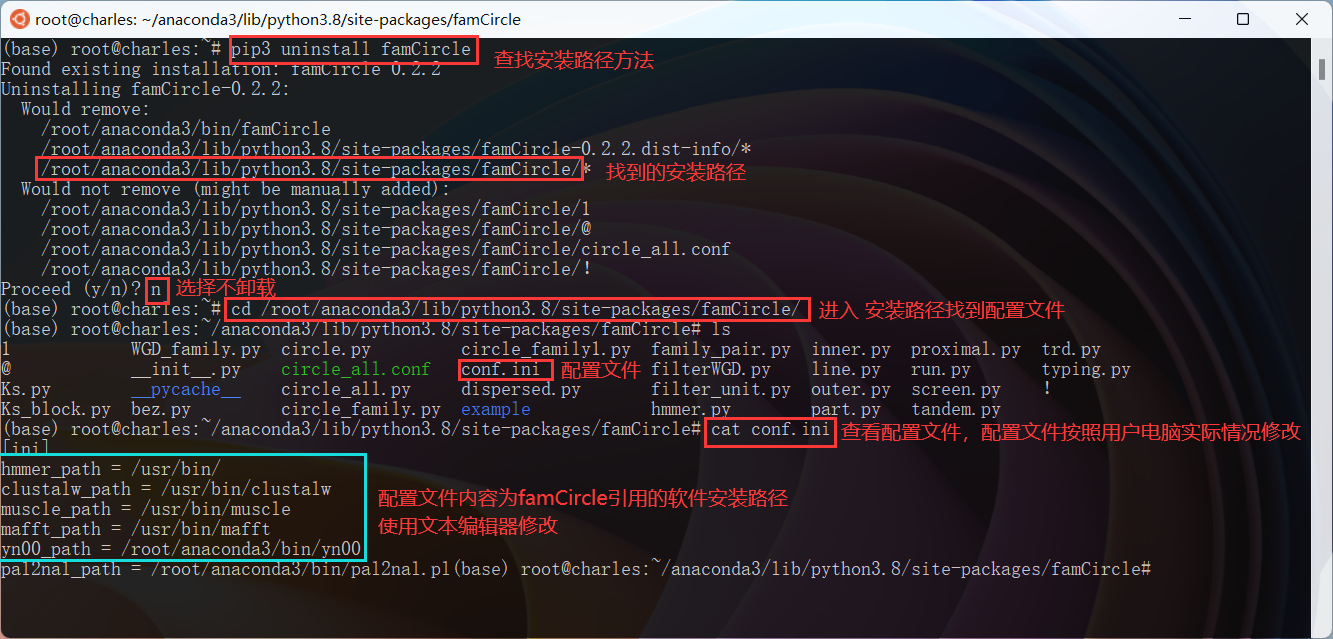 root@charles: ~/anaconda3/lib/python3.8/site-packages/famCircle
(base) root@charles:~# pip3 uninstall famCircle 查找安装路径方法
Found existing installation: famCircle 0.2.2
Uninstalling famCircle-0.2.2:
Would remove:
/root/anaconda3/bin/famCircle
/root/anaconda3/lib/python3.8/site-packages/famCircle-0.2.2.dist-info/*
/root/anaconda3/lib/python3.8/site-packages/famCircle/* 找到的安装路径
Would not remove (might be manually added):
/root/anaconda3/lib/python3.8/site-packages/famCircle/1
/root/anaconda3/lib/python3.8/site-packages/famCircle/@
/root/anaconda3/lib/python3.8/site-packages/famCircle/circle_all.conf
/root/anaconda3/lib/python3.8/site-packages/famCircle/!
Proceed (y/n)? n 选择不卸载
(base) root@charles:~# cd /root/anaconda3/lib/python3.8/site-packages/famCircle/ 进入 安装路径找到配置文件
(base) root@charles:~/anaconda3/lib/python3.8/site-packages/famCircle# ls
1 WGD_family.py circle.py circle_family1.py family_pair.py inner.py proximal.py trd.py
@ __init__.py circle_all.conf conf.ini 配置文件 filterWGD.py line.py run.py typing.py
Ks.py __pycache__ circle_all.py dispersed.py filter_unit.py outer.py screen.py !
Ks_block.py bez.py circle_family.py example hmmer.py part.py tandem.py
(base) root@charles:~/anaconda3/lib/python3.8/site-packages/famCircle# cat conf.ini 查看配置文件，配置文件按照用户电脑实际情况修改
[ini]
hmmer_path = /usr/bin/
clustalw_path = /usr/bin/clustalw
muscle_path = /usr/bin/muscle 配置文件内容为famCircle引用的软件安装路径
mafft_path = /usr/bin/mafft 使用文本编辑器修改
yn00_path = /root/anaconda3/bin/yn00
pal2nal_path = /root/anaconda3/bin/pal2nal.pl(base) root@charles:~/anaconda3/lib/python3.8/site-packages/famCircle#